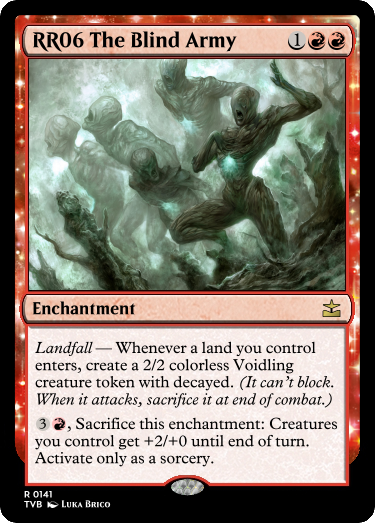 RR06 The Blind Army 1
Enchantment
Landfall — Whenever a land you control
enters, create a 2/2 colorless Voidling
creature token with decayed. (It can't block.
When it attacks, sacrifice it at end of combat.)
3, Sacrifice this enchantment: Creatures
you control get +2/+0 until end of turn.
Activate only as a sorcery.
R 0141
TVB Luka Brico